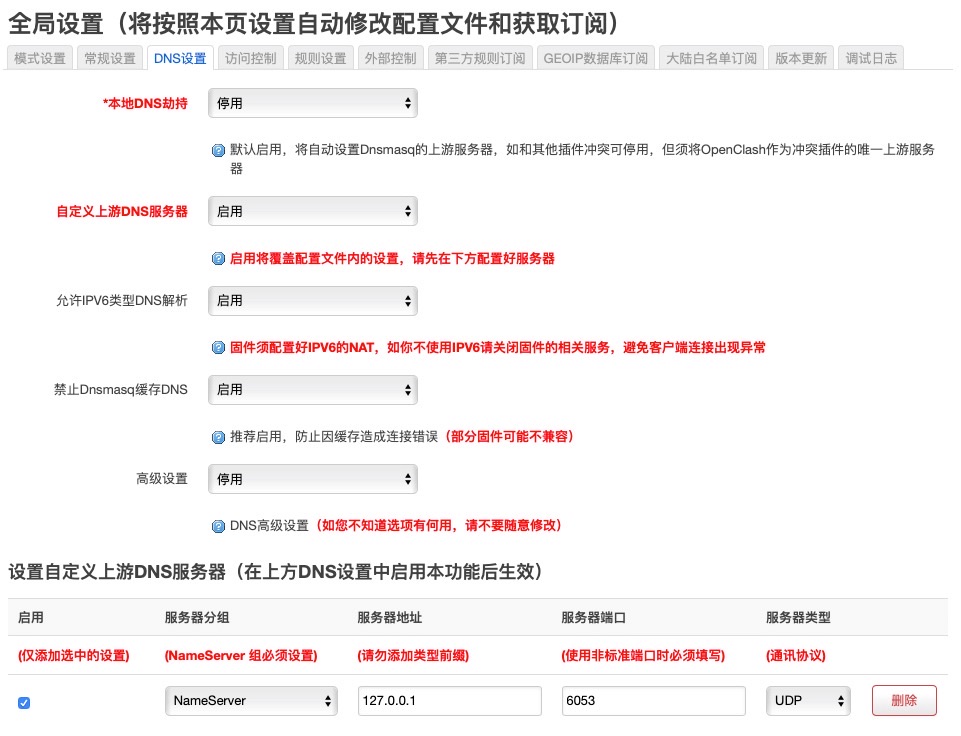 全局设置（将按照本页设置自动修改配置文件和获取订阅）
模式设置 常规设置 DNS设置 访问控制 规则设置 外部控制 第三方规则订阅 GEOIP数据库订阅 大陆白名单订阅 版本更新 调试日志
*本地DNS劫持 停用
默认启用，将自动设置Dnsmasq的上游服务器，如和其他插件冲突可停用，但须将OpenClash作为冲突插件的唯一上游服务
器
自定义上游DNS服务器 启用
启用将覆盖配置文件内的设置，请先在下方配置好服务器
允许IPV6类型DNS解析 启用
固件须配置好IPV6的NAT，如你不使用IPV6请关闭固件的相关服务，避免客户端连接出现异常
禁止Dnsmasq缓存DNS 启用
推荐启用，防止因缓存造成连接错误（部分固件可能不兼容）
高级设置 停用
DNS高级设置（如您不知道选项有何用，请不要随意修改）
设置自定义上游DNS服务器（在上方DNS设置中启用本功能后生效）
启用 服务器分组 服务器地址 服务器端口 服务器类型
(仅添加选中的设置) (NameServer 组必须设置) (请勿添加类型前缀) (使用非标准端口时必须填写) (通讯协议)
NameServer 127.0.0.1 6053 UDP 删除